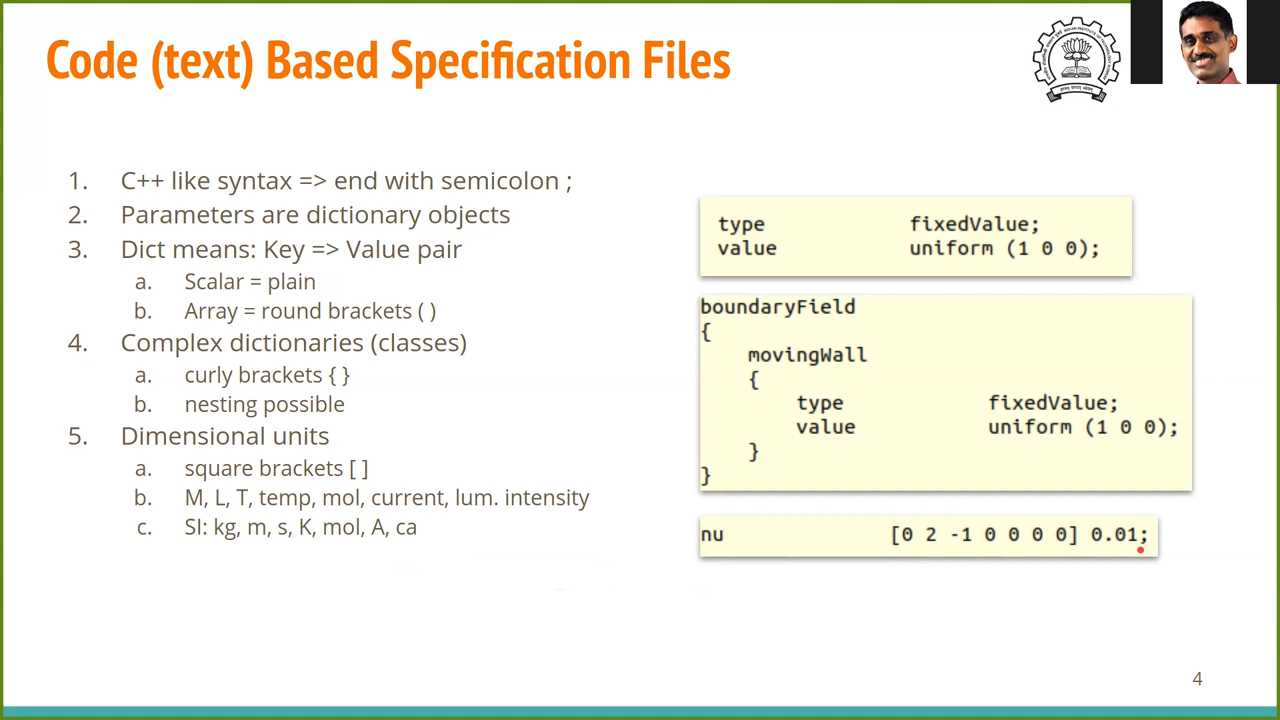 Code (text) Based Specification Files
1. C++ like syntax => end with semicolon ;
2. Parameters are dictionary objects
3. Dict means: Key => Value pair
a. Scalar = plain
b. Array = round brackets ( )
4. Complex dictionaries (classes)
a. curly brackets { }
b. nesting possible
5. Dimensional units
a. square brackets [ ]
b. M, L, T, temp, mol, current, lum. intensity
c. SI: kg, m, s, K, mol, A, ca
type fixedValue;
value uniform (1 0 0);
boundaryField
{
movingWall
{
type fixedValue;
value uniform (1 0 0);
}
}
nu [0 2 -1 0 0 0 0] 0.01;
4